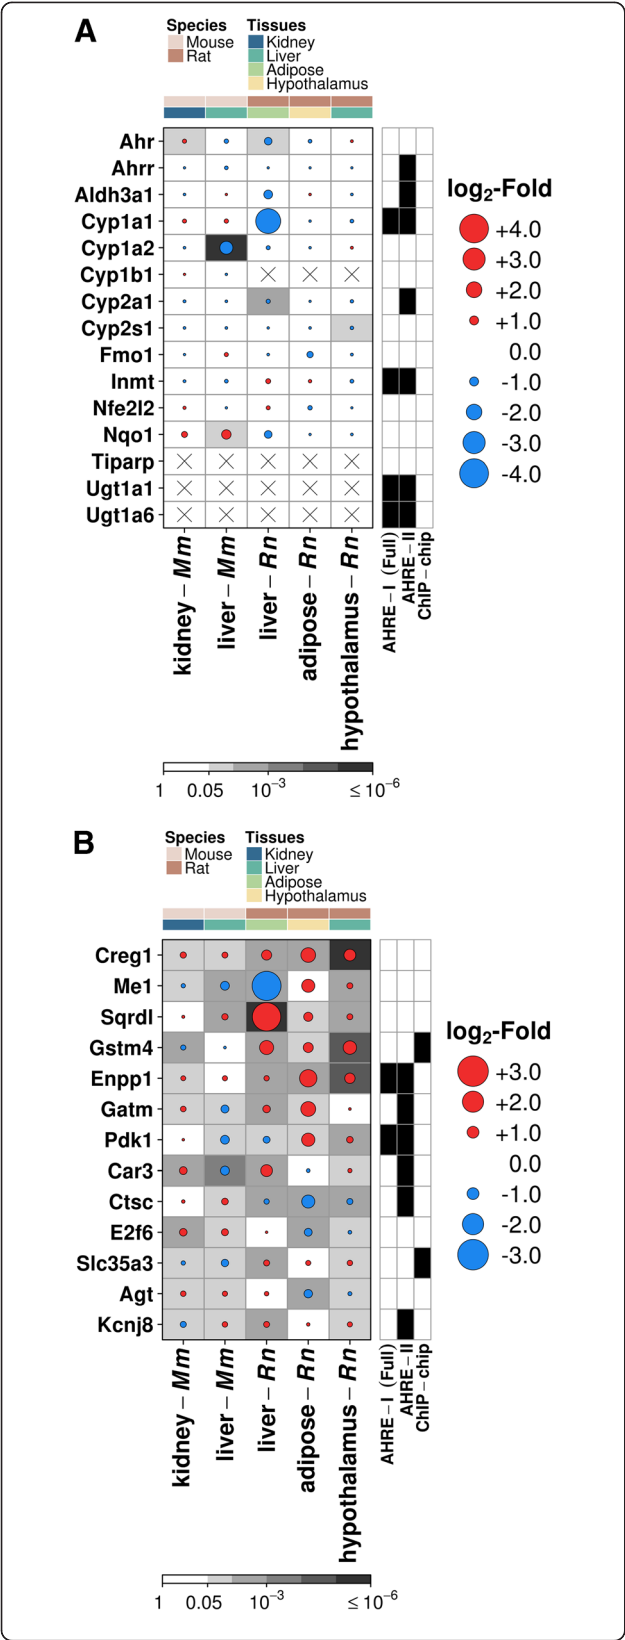 A
Species Tissues
Mouse Kidney
Rat Liver
Adipose
Hypothalamus
Ahr
Ahrr
Aldh3a1
Cyp1a1
Cyp1a2
Cyp1b1
Cyp2a1
Cyp2s1
Fmo1
Inmt
Nfe2l2
Nqo1
Tiparp
Ugt1a1
Ugt1a6
log2-Fold
+4.0
+3.0
+2.0
+1.0
0.0
-1.0
-2.0
-3.0
-4.0
kidney – Mm
liver – Mm
liver – Rn
adipose – Rn
hypothalamus – Rn
AHRE – I (Full)
AHRE – II
ChIP – chip
1 0.05 10−3 ≤ 10−6
B
Species Tissues
Mouse Kidney
Rat Liver
Adipose
Hypothalamus
Creg1
Me1
Sqrdl
Gstm4
Enpp1
Gatm
Pdk1
Car3
Ctsc
E2f6
Slc35a3
Agt
Kcnj8
log2-Fold
+3.0
+2.0
+1.0
0.0
-1.0
-2.0
-3.0
kidney – Mm
liver – Mm
liver – Rn
adipose – Rn
hypothalamus – Rn
AHRE – I (Full)
AHRE – II
ChIP – chip
1 0.05 10−3 ≤ 10−6